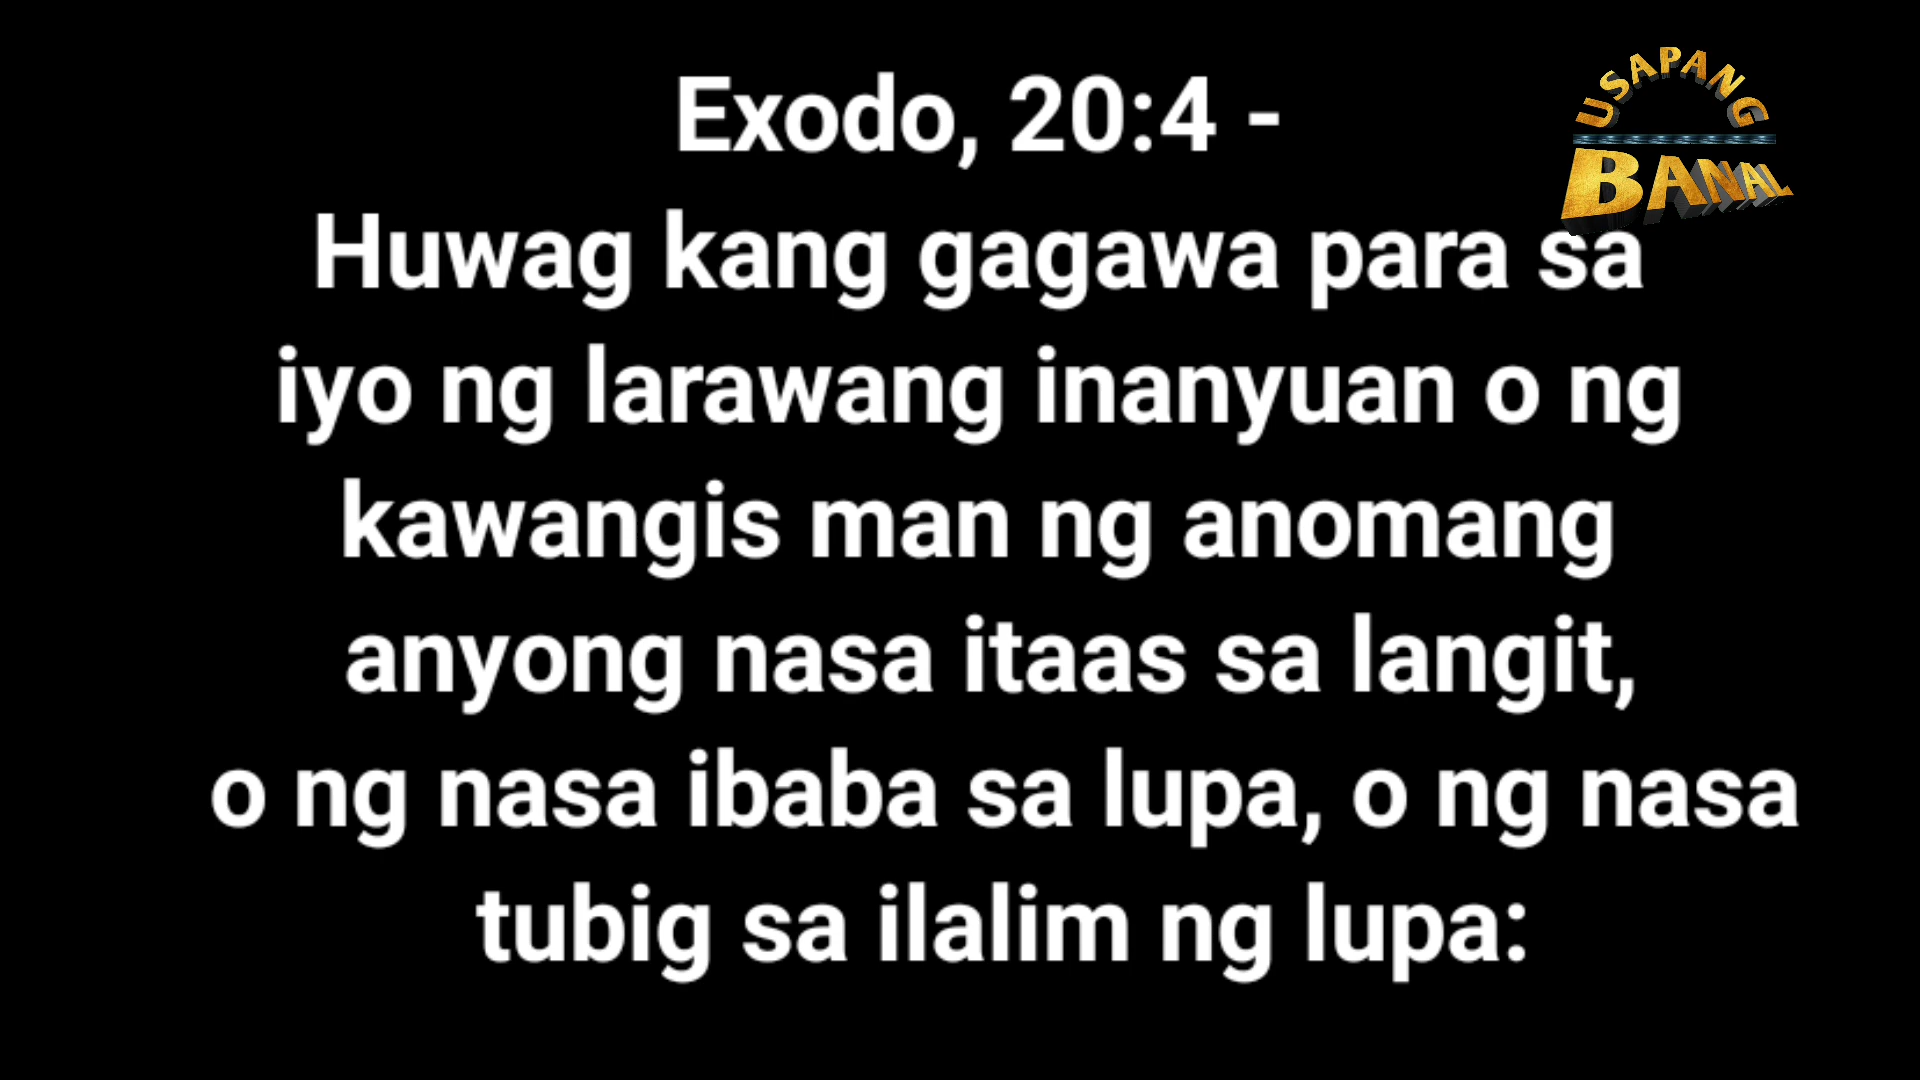 USAPANG
BANAL
Exodo, 20:4 -
Huwag kang gagawa para sa
iyo ng larawang inanyuan o ng
kawangis man ng anomang
anyong nasa itaas sa langit,
o ng nasa ibaba sa lupa, o ng nasa
tubig sa ilalim ng lupa: